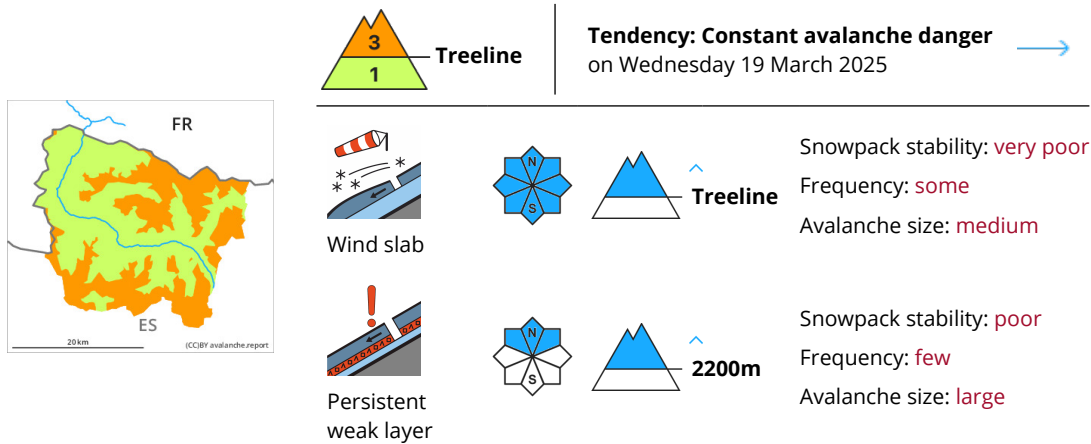 3
1
Treeline
Tendency: Constant avalanche danger
on Wednesday 19 March 2025
FR
ES
20 km
(CC)BY avalanche.report
Wind slab
N
S
Treeline
Snowpack stability: very poor
Frequency: some
Avalanche size: medium
Persistent
weak layer
N
S
2200m
Snowpack stability: poor
Frequency: few
Avalanche size: large